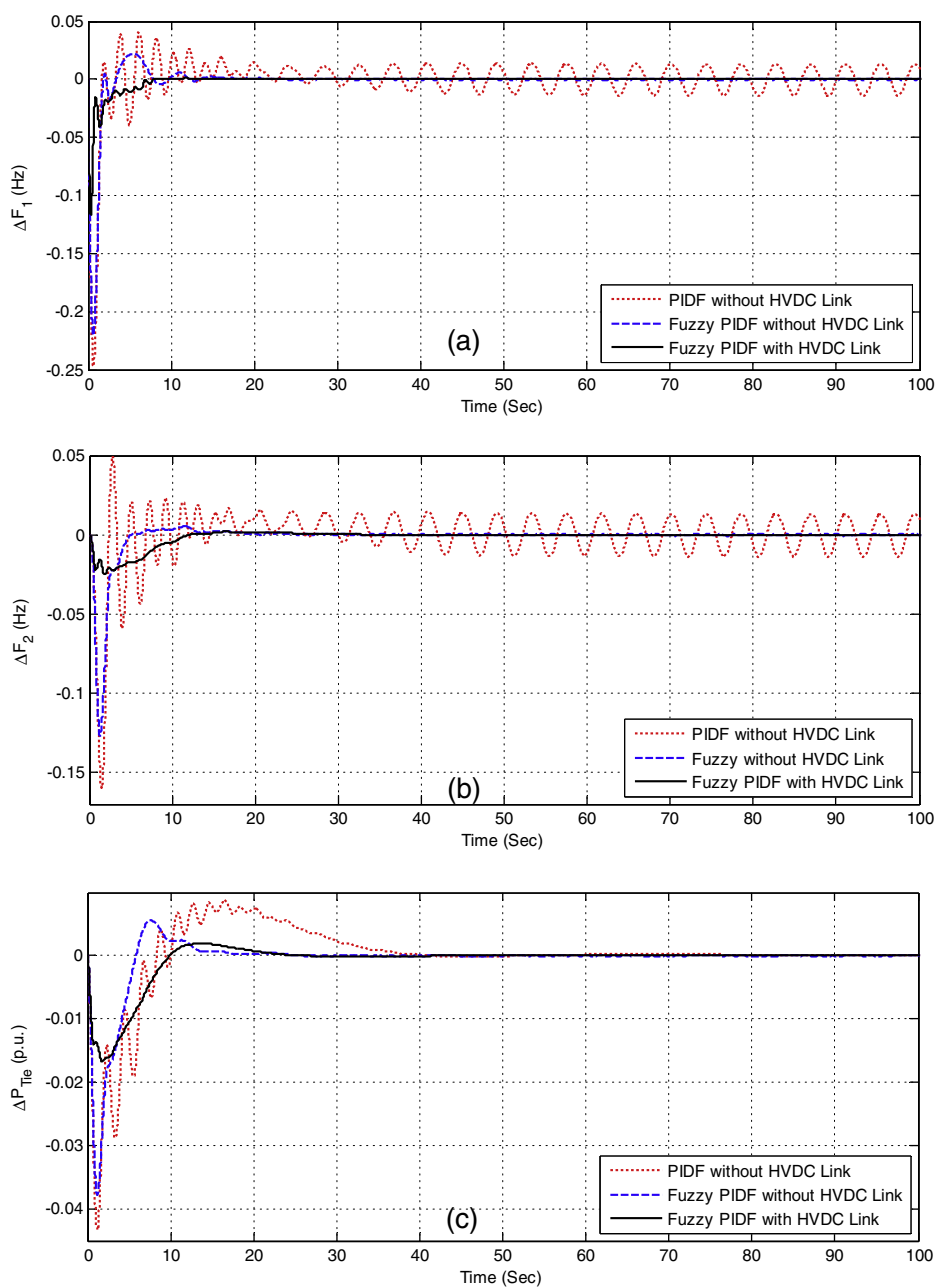 0.05
0
-0.05
-0.1
-0.15
-0.2
-0.25
ΔF1 (Hz)
PIDF without HVDC Link
Fuzzy PIDF without HVDC Link
Fuzzy PIDF with HVDC Link
(a)
0 10 20 30 40 50 60 70 80 90 100
Time (Sec)
0.05
0
-0.05
-0.1
-0.15
ΔF2 (Hz)
PIDF without HVDC Link
Fuzzy without HVDC Link
Fuzzy PIDF with HVDC Link
(b)
0 10 20 30 40 50 60 70 80 90 100
Time (Sec)
0
-0.01
-0.02
-0.03
-0.04
ΔPTie (p.u.)
PIDF without HVDC Link
Fuzzy PIDF without HVDC Link
Fuzzy PIDF with HVDC Link
(c)
0 10 20 30 40 50 60 70 80 90 100
Time (Sec)